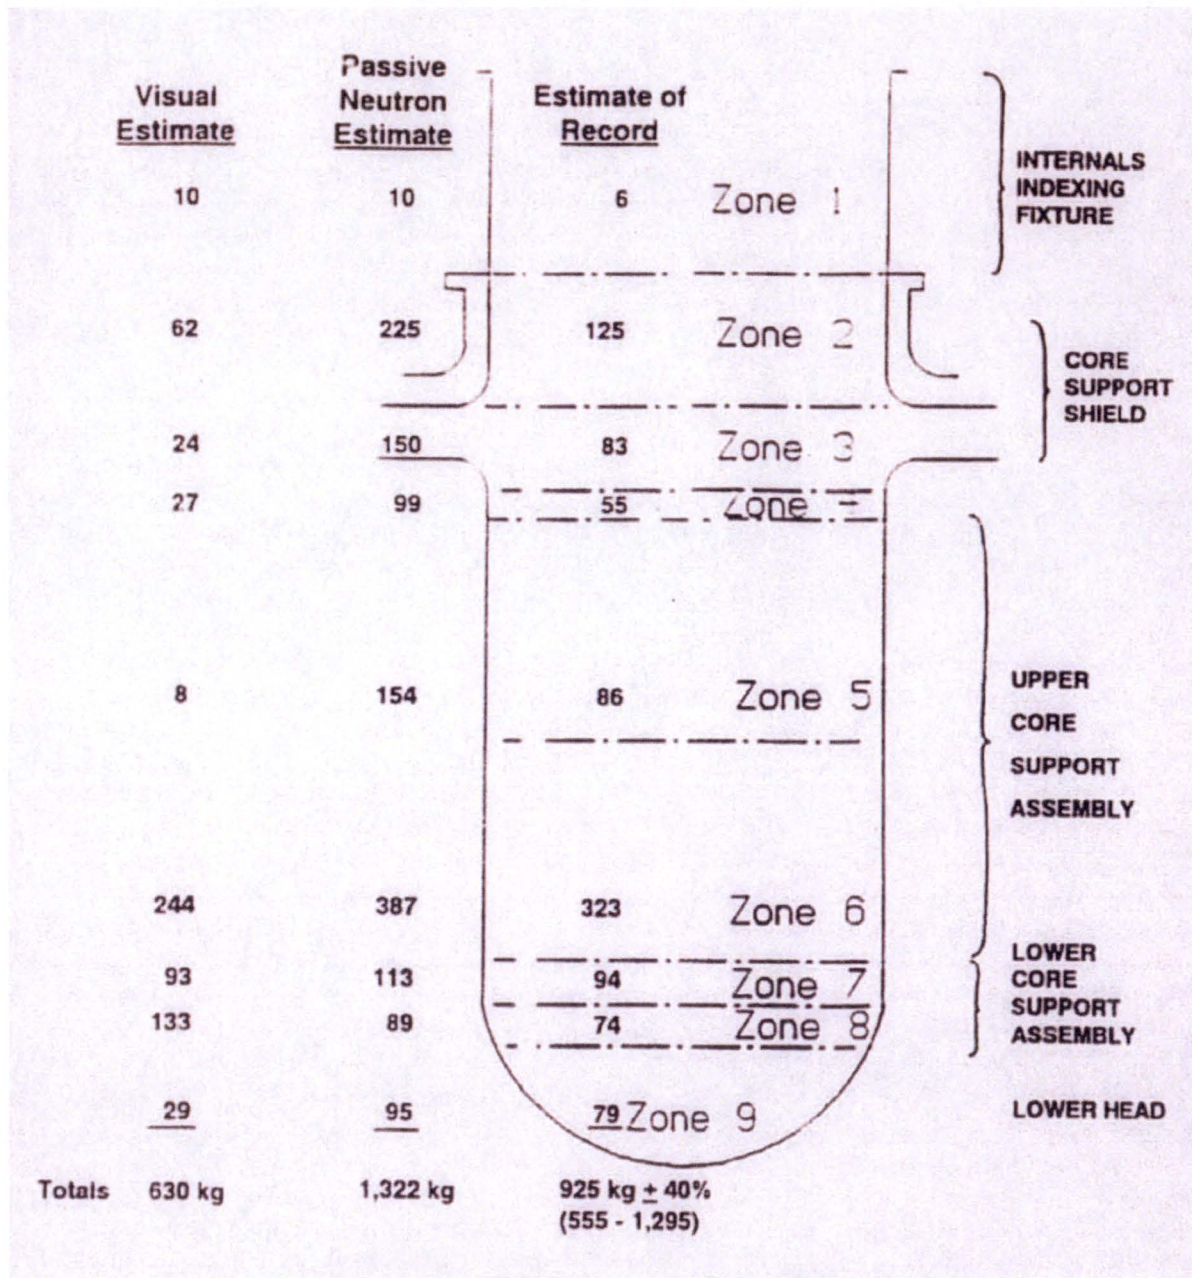 Visual
Estimate
Passive
Neutron
Estimate
Estimate of
Record
10 10 6 Zone 1
INTERNALS
INDEXING
FIXTURE
62 225 125 Zone 2
CORE
SUPPORT
SHIELD
24 150 83 Zone 3
27 99 55 Zone 4
8 154 86 Zone 5
UPPER
CORE
SUPPORT
ASSEMBLY
244 387 323 Zone 6
93 113 94 Zone 7
133 89 74 Zone 8
LOWER
CORE
SUPPORT
ASSEMBLY
29 95 79 Zone 9
LOWER HEAD
Totals 630 kg 1,322 kg 925 kg ± 40%
(555 - 1,295)